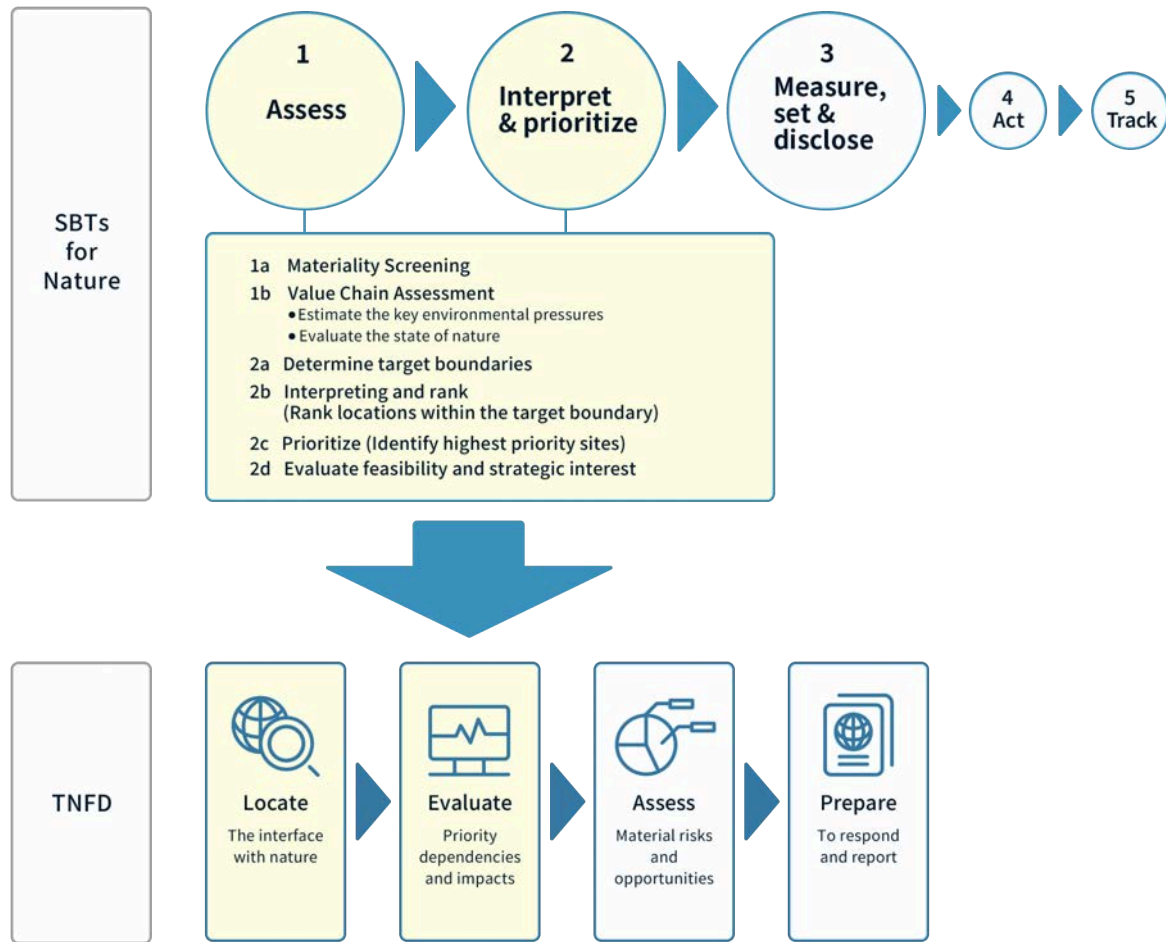 SBTs
for
Nature
1
Assess
2
Interpret
& prioritize
3
Measure,
set &
disclose
4
Act
5
Track
1a Materiality Screening
1b Value Chain Assessment
•Estimate the key environmental pressures
•Evaluate the state of nature
2a Determine target boundaries
2b Interpreting and rank
(Rank locations within the target boundary)
2c Prioritize (Identify highest priority sites)
2d Evaluate feasibility and strategic interest
TNFD
Locate
The interface
with nature
Evaluate
Priority
dependencies
and impacts
Assess
Material risks
and
opportunities
Prepare
To respond
and report